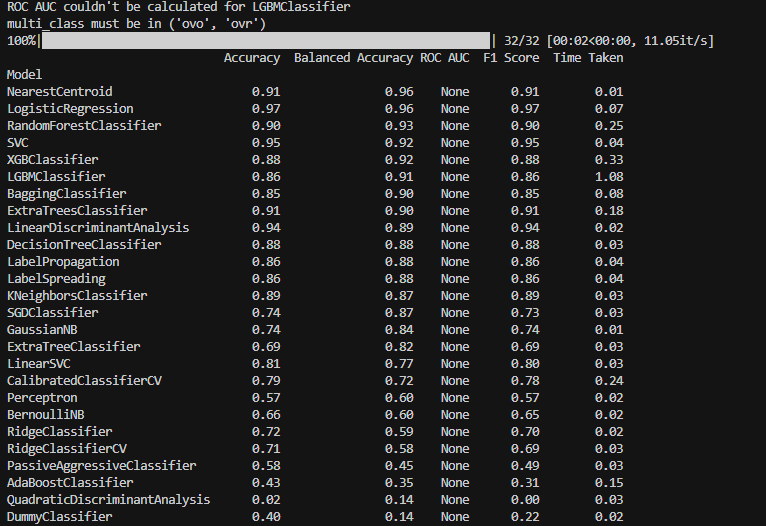 ROC AUC couldn't be calculated for LGBMClassifier
multi_class must be in ('ovo', 'ovr')
100%| | 32/32 [00:02<00:00, 11.05it/s]
Accuracy Balanced Accuracy ROC AUC F1 Score Time Taken
Model
NearestCentroid 0.91 0.96 None 0.91 0.01
LogisticRegression 0.97 0.96 None 0.97 0.07
RandomForestClassifier 0.90 0.93 None 0.90 0.25
SVC 0.95 0.92 None 0.95 0.04
XGBClassifier 0.88 0.92 None 0.88 0.33
LGBMClassifier 0.86 0.91 None 0.86 1.08
BaggingClassifier 0.85 0.90 None 0.85 0.08
ExtraTreesClassifier 0.91 0.90 None 0.91 0.18
LinearDiscriminantAnalysis 0.94 0.89 None 0.94 0.02
DecisionTreeClassifier 0.88 0.88 None 0.88 0.03
LabelPropagation 0.86 0.88 None 0.86 0.04
LabelSpreading 0.86 0.88 None 0.86 0.04
KNeighborsClassifier 0.89 0.87 None 0.89 0.03
SGDClassifier 0.74 0.87 None 0.73 0.03
GaussianNB 0.74 0.84 None 0.74 0.01
ExtraTreeClassifier 0.69 0.82 None 0.69 0.03
LinearSVC 0.81 0.77 None 0.80 0.03
CalibratedClassifierCV 0.79 0.72 None 0.78 0.24
Perceptron 0.57 0.60 None 0.57 0.02
BernoulliNB 0.66 0.60 None 0.65 0.02
RidgeClassifier 0.72 0.59 None 0.70 0.02
RidgeClassifierCV 0.71 0.58 None 0.69 0.03
PassiveAggressiveClassifier 0.58 0.45 None 0.49 0.03
AdaBoostClassifier 0.43 0.35 None 0.31 0.15
QuadraticDiscriminantAnalysis 0.02 0.14 None 0.00 0.03
DummyClassifier 0.40 0.14 None 0.22 0.02